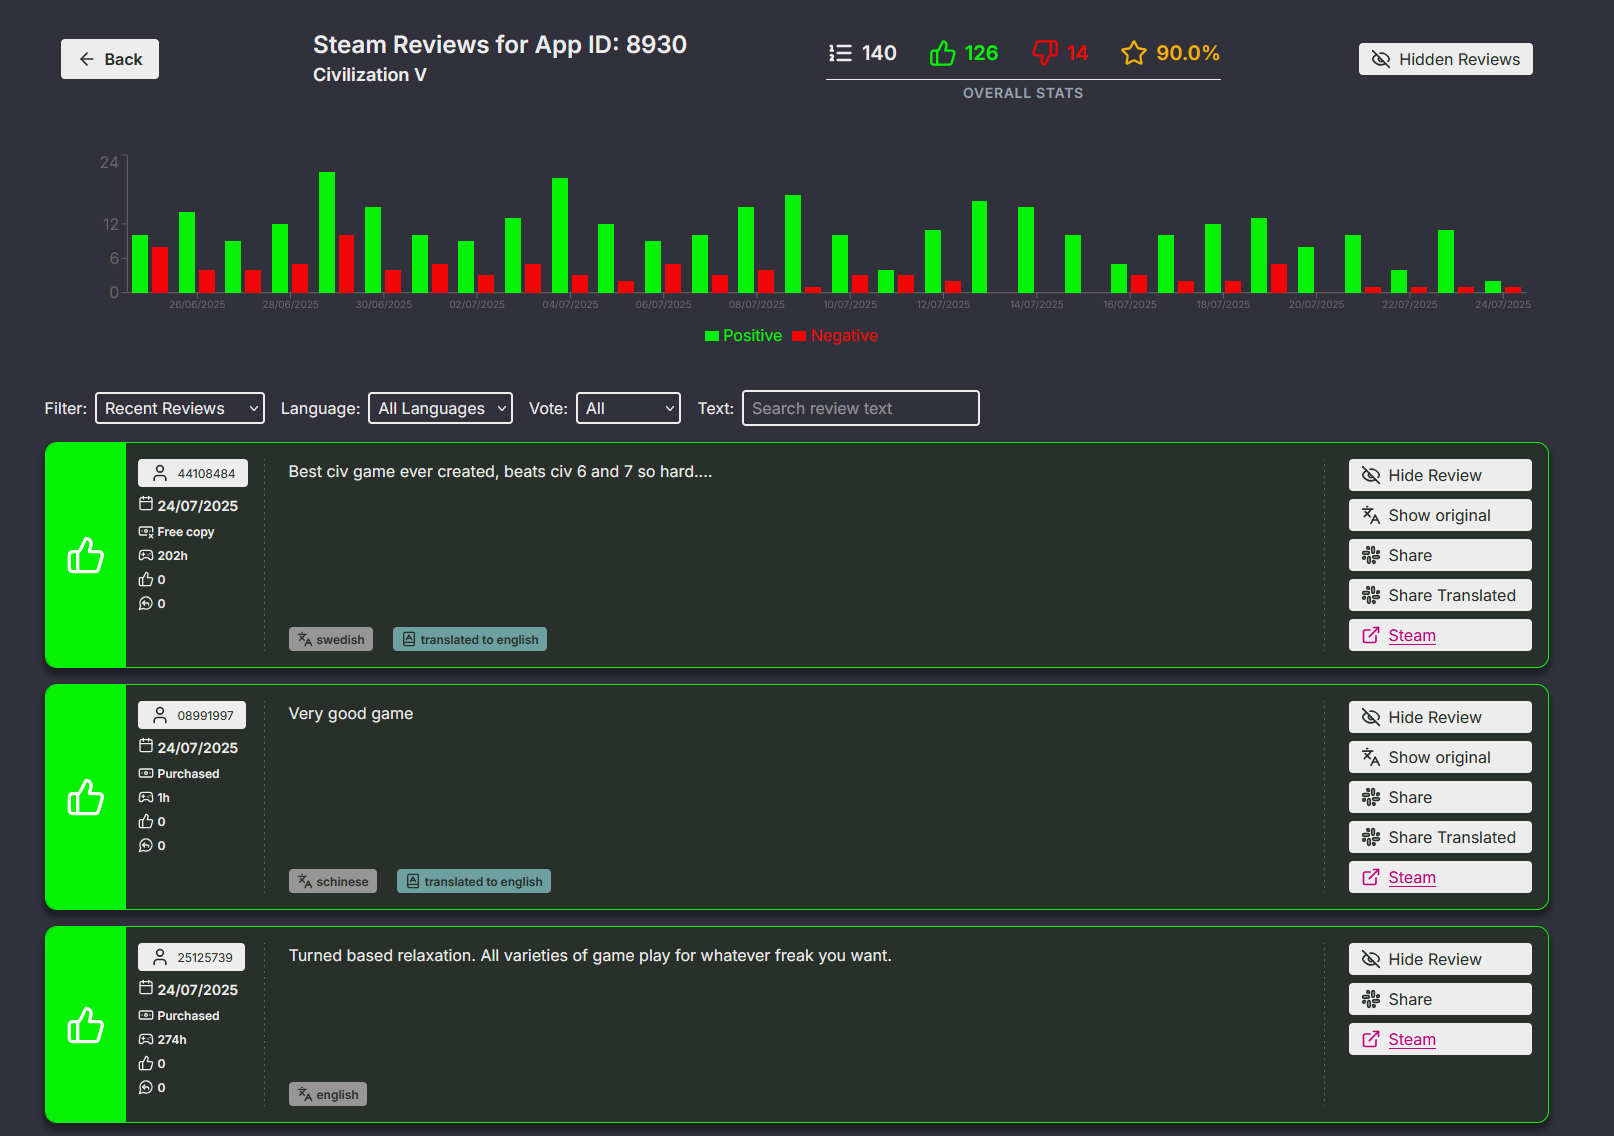 Back
Steam Reviews for App ID: 8930
Civilization V
140 126 14 90.0%
OVERALL STATS
Hidden Reviews
24
12
6
0
26/06/2025 28/06/2025 30/06/2025 02/07/2025 04/07/2025 06/07/2025 08/07/2025 10/07/2025 12/07/2025 14/07/2025 16/07/2025 18/07/2025 20/07/2025 22/07/2025 24/07/2025
Positive Negative
Filter: Recent Reviews Language: All Languages Vote: All Text: Search review text
44108484
24/07/2025
Free copy
202h
0
0
Best civ game ever created, beats civ 6 and 7 so hard....
swedish translated to english
Hide Review
Show original
Share
Share Translated
Steam
08991997
24/07/2025
Purchased
1h
0
0
Very good game
schinese translated to english
Hide Review
Show original
Share
Share Translated
Steam
25125739
24/07/2025
Purchased
274h
0
0
Turned based relaxation. All varieties of game play for whatever freak you want.
english
Hide Review
Share
Steam